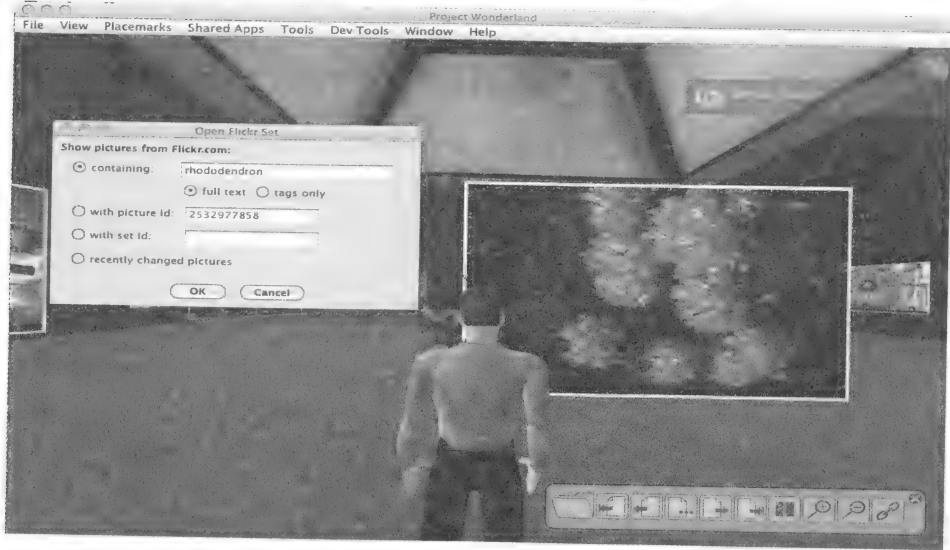 Project Wonderland
File View Placemarks Shared Apps Tools Dev Tools Window Help
Open Flickr Set
Show pictures from Flickr.com:
containing: rhododendron
full text tags only
with picture id: 2532977858
with set id:
recently changed pictures
OK Cancel